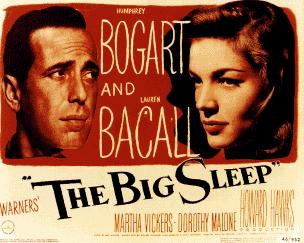 HUMPHREY
BOGART
AND
LAUREN
BACALL
WARNERS'
"THE BIG SLEEP"
MARTHA VICKERS · DOROTHY MALONE
HOWARD HAWKS
PRODUCTION